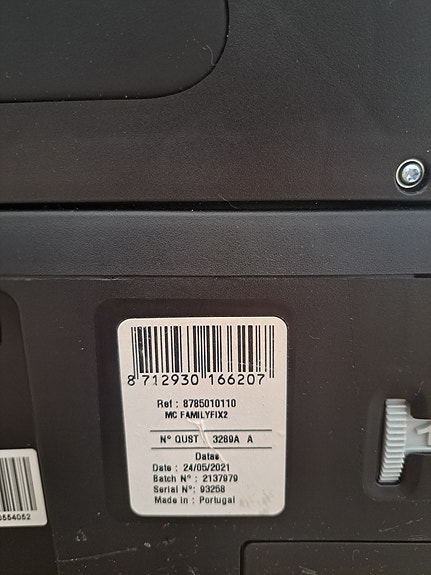 8 712930 166207
Ref : 8785010110
MC FAMILYFIX2
N° QUST 3289A A
Datas
Date : 24/05/2021
Batch N° : 2137979
Serial N°: 93258
Made in : Portugal
0554052